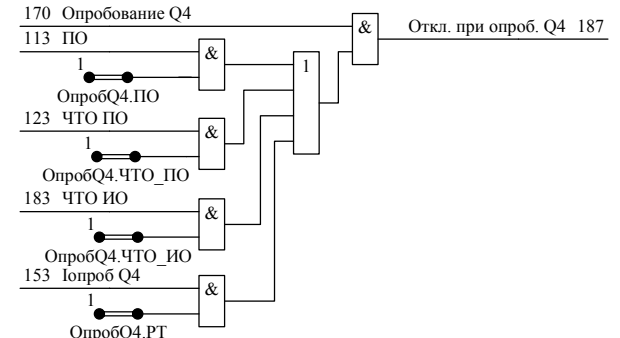 170 Опробование Q4
& Откл. при опроб. Q4 187
113 ПО
&
1
1
ОпробQ4.ПО
123 ЧТО ПО
&
1
ОпробQ4.ЧТО_ПО
183 ЧТО ИО
&
1
ОпробQ4.ЧТО_ИО
153 Iопроб Q4
&
1
ОпробQ4.РТ